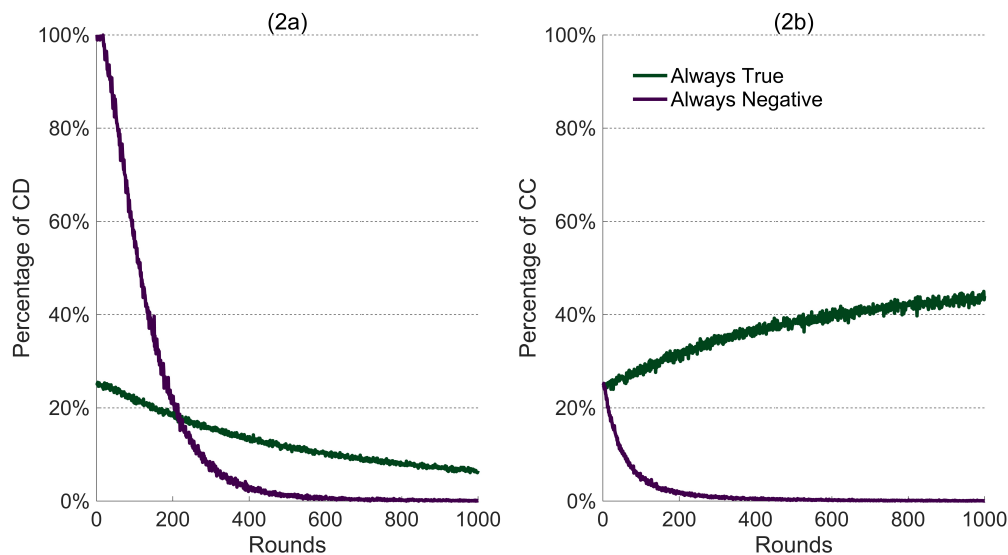 (2a)
100%
80%
60%
40%
20%
0%
Percentage of CD
0 200 400 600 800 1000
Rounds
(2b)
100%
80%
60%
40%
20%
0%
Percentage of CC
Always True
Always Negative
0 200 400 600 800 1000
Rounds